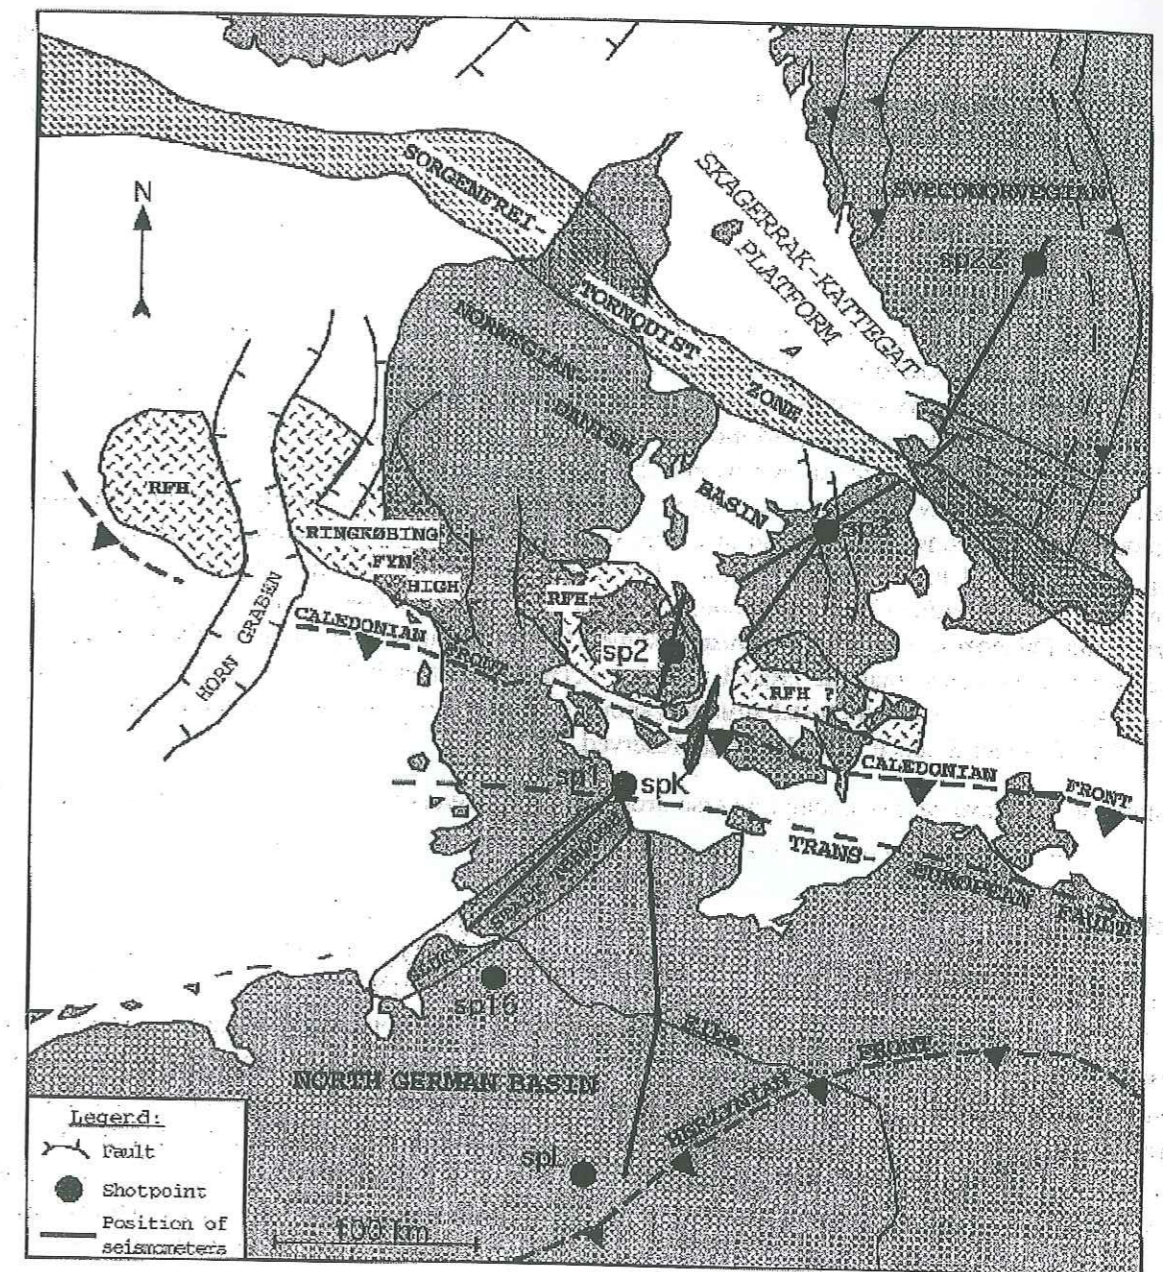 N
SORGENFREI-
TORNQUIST
ZONE
SKAGERRAK-KATTEGAT
PLATFORM
SVECONORWEGIAN
NORWEGIAN-
DANISH
BASIN
RFH
RINGKØBING
FYN
HIGH
HORN GRABEN
CALEDONIAN
FRONT
RFH
sp2
RFH ?
CALEDONIAN
FRONT
sp1
spK
TRANS-
EUROPEAN
FAULT
sp16
Elbe
NORTH GERMAN BASIN
FRONT
spL
Legend:
Fault
Shotpoint
Position of
seismometers
100 km